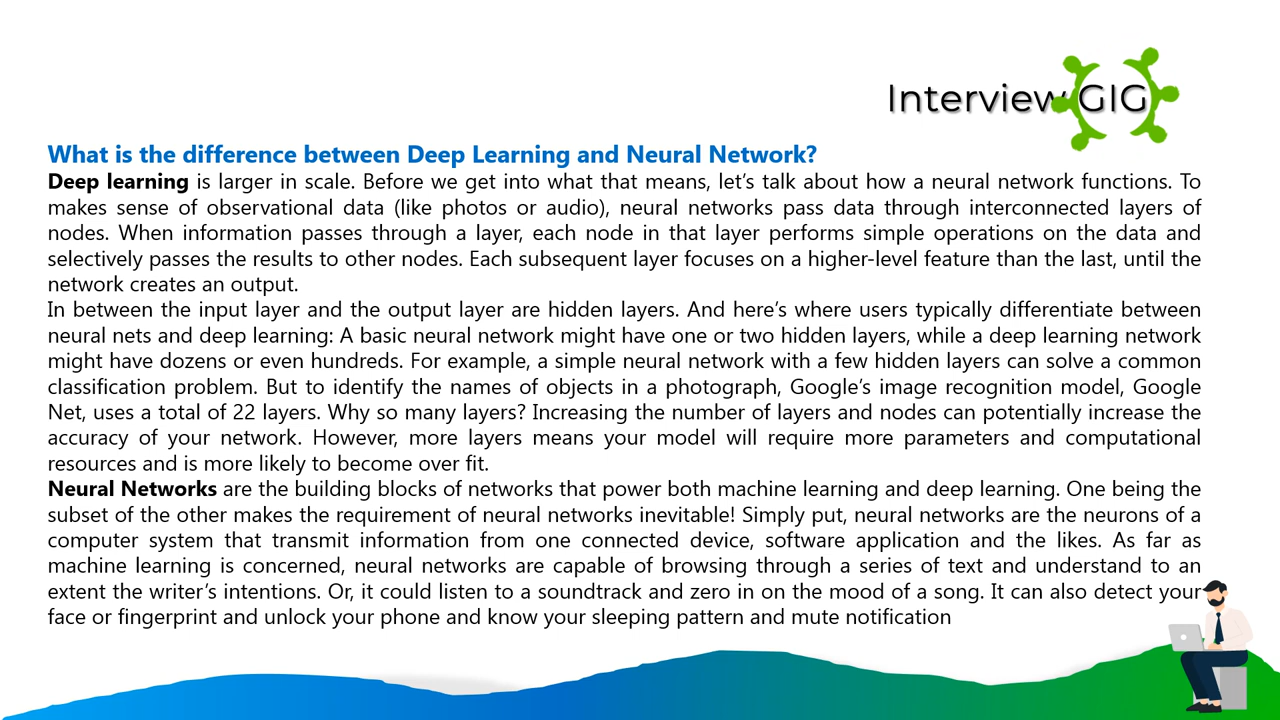 Interview GIG
What is the difference between Deep Learning and Neural Network?
Deep learning is larger in scale. Before we get into what that means, let’s talk about how a neural network functions. To
makes sense of observational data (like photos or audio), neural networks pass data through interconnected layers of
nodes. When information passes through a layer, each node in that layer performs simple operations on the data and
selectively passes the results to other nodes. Each subsequent layer focuses on a higher-level feature than the last, until the
network creates an output.
In between the input layer and the output layer are hidden layers. And here’s where users typically differentiate between
neural nets and deep learning: A basic neural network might have one or two hidden layers, while a deep learning network
might have dozens or even hundreds. For example, a simple neural network with a few hidden layers can solve a common
classification problem. But to identify the names of objects in a photograph, Google’s image recognition model, Google
Net, uses a total of 22 layers. Why so many layers? Increasing the number of layers and nodes can potentially increase the
accuracy of your network. However, more layers means your model will require more parameters and computational
resources and is more likely to become over fit.
Neural Networks are the building blocks of networks that power both machine learning and deep learning. One being the
subset of the other makes the requirement of neural networks inevitable! Simply put, neural networks are the neurons of a
computer system that transmit information from one connected device, software application and the likes. As far as
machine learning is concerned, neural networks are capable of browsing through a series of text and understand to an
extent the writer’s intentions. Or, it could listen to a soundtrack and zero in on the mood of a song. It can also detect your
face or fingerprint and unlock your phone and know your sleeping pattern and mute notification